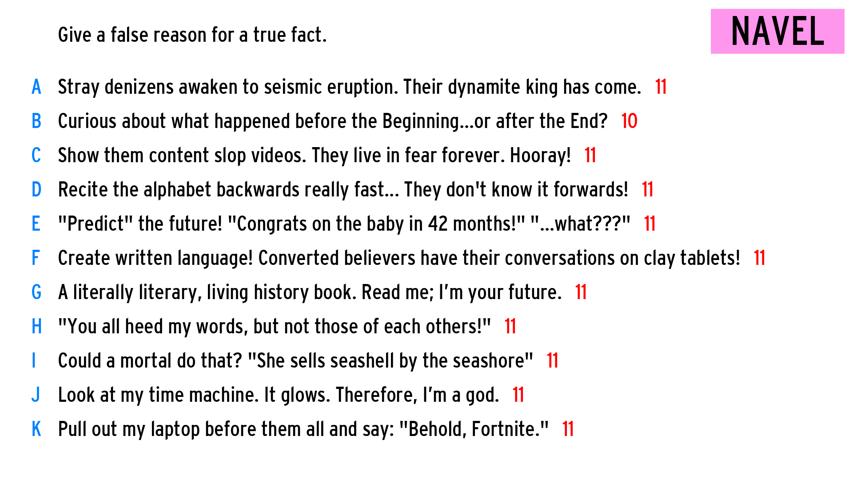 Give a false reason for a true fact.
NAVEL
A Stray denizens awaken to seismic eruption. Their dynamite king has come. 11
B Curious about what happened before the Beginning...or after the End? 10
C Show them content slop videos. They live in fear forever. Hooray! 11
D Recite the alphabet backwards really fast... They don't know it forwards! 11
E "Predict" the future! "Congrats on the baby in 42 months!" "...what???" 11
F Create written language! Converted believers have their conversations on clay tablets! 11
G A literally literary, living history book. Read me; I'm your future. 11
H "You all heed my words, but not those of each others!" 11
I Could a mortal do that? "She sells seashell by the seashore" 11
J Look at my time machine. It glows. Therefore, I'm a god. 11
K Pull out my laptop before them all and say: "Behold, Fortnite." 11